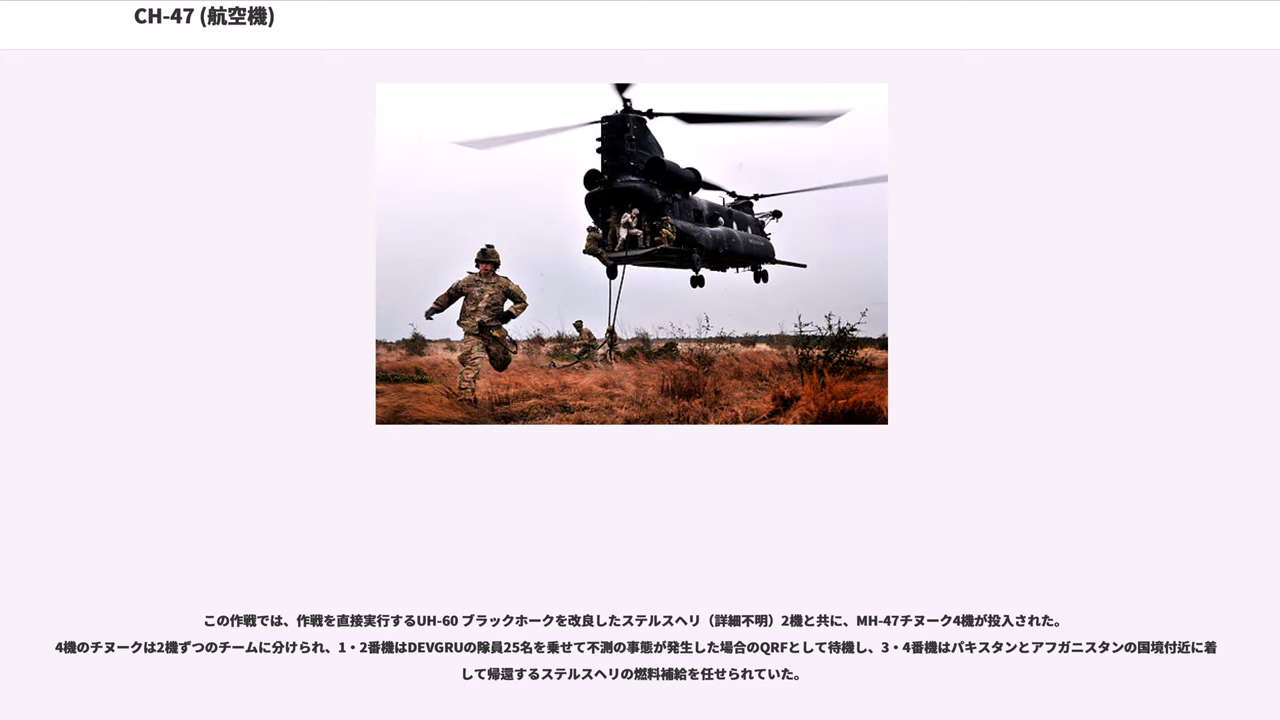 CH-47 (航空機)
この作戦では、作戦を直接実行するUH-60 ブラックホークを改良したステルスヘリ（詳細不明）2機と共に、MH-47チヌーク4機が投入された。
4機のチヌークは2機ずつのチームに分けられ、1・2番機はDEVGRUの隊員25名を乗せて不測の事態が発生した場合のQRFとして待機し、3・4番機はパキスタンとアフガニスタンの国境付近に着
して帰還するステルスヘリの燃料補給を任せられていた。